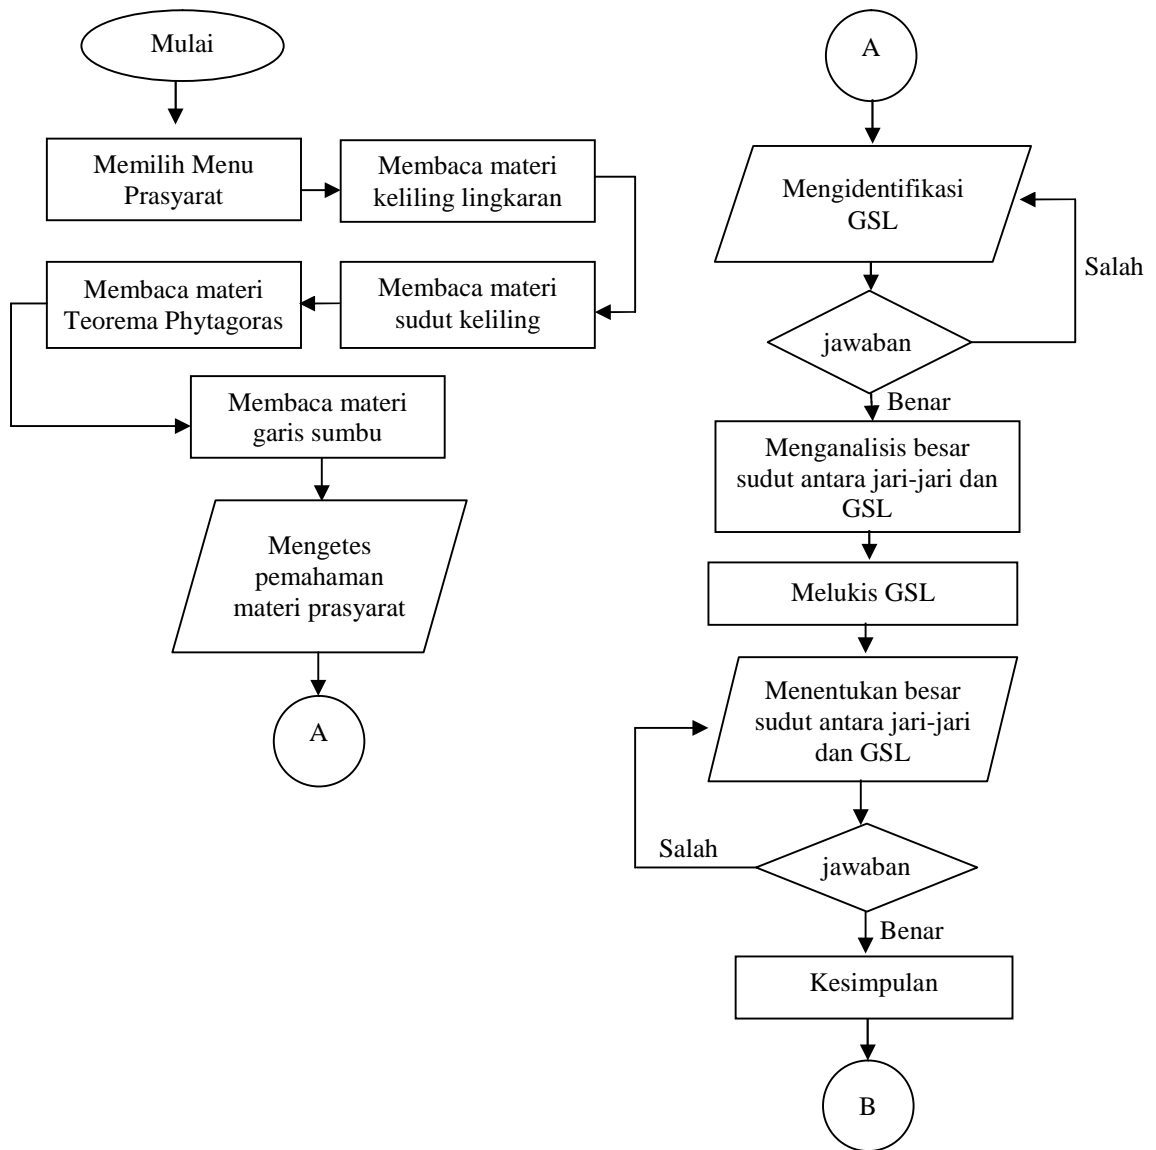 Mulai
Memilih Menu
Prasyarat
Membaca materi
keliling lingkaran
Membaca materi
sudut keliling
Membaca materi
Teorema Phytagoras
Membaca materi
garis sumbu
Mengetes
pemahaman
materi prasyarat
A
A
Mengidentifikasi
GSL
Salah
jawaban
Benar
Menganalisis besar
sudut antara jari-jari dan
GSL
Melukis GSL
Menentukan besar
sudut antara jari-jari
dan GSL
Salah
jawaban
Benar
Kesimpulan
B